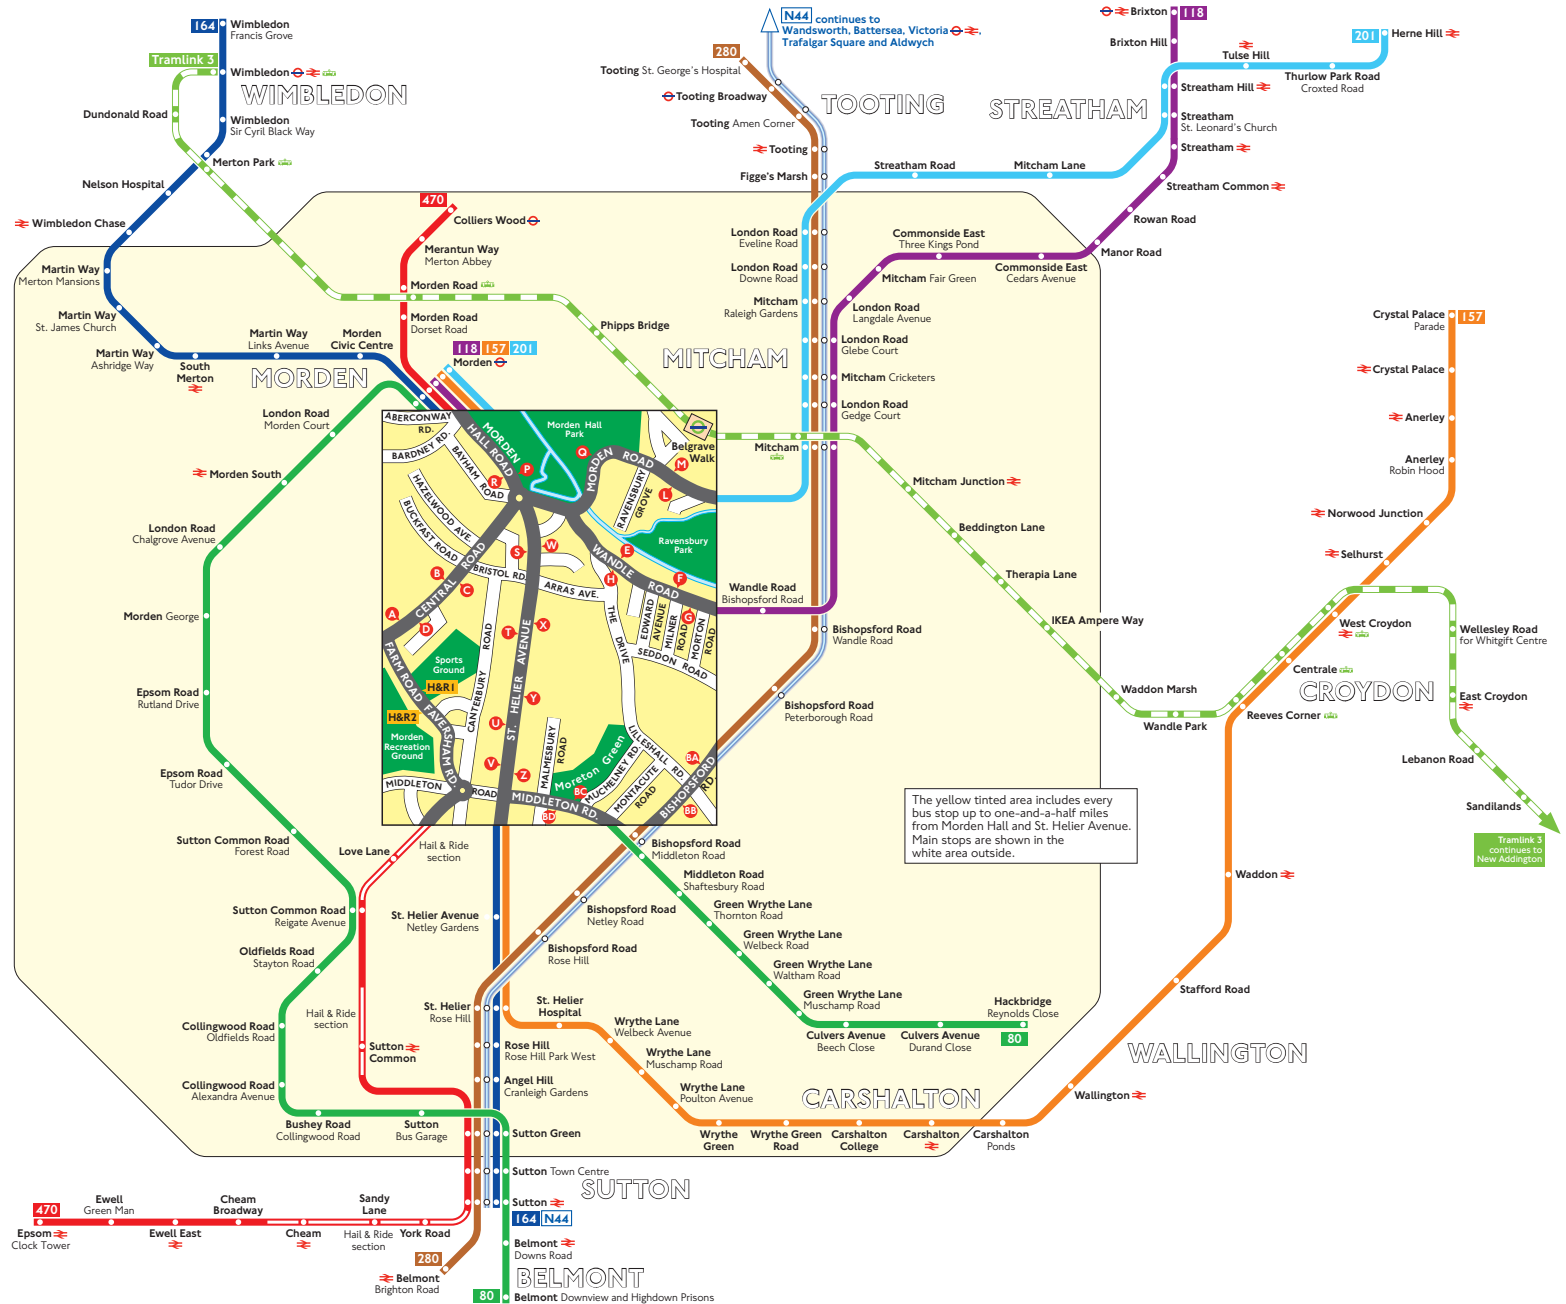 164
Wimbledon
Francis Grove
Tramlink 3
Wimbledon
WIMBLEDON
Dundonald Road
Wimbledon
Sir Cyril Black Way
Merton Park
Nelson Hospital
Wimbledon Chase
Martin Way
Merton Mansions
Martin Way
St. James Church
Martin Way
Ashridge Way
South
Merton
Martin Way
Links Avenue
Morden
Civic Centre
MORDEN
470
Colliers Wood
Merantun Way
Merton Abbey
Morden Road
Morden Road
Dorset Road
118 157 201
Morden
Phipps Bridge
N44 continues to
Wandsworth, Battersea, Victoria
Trafalgar Square and Aldwych
280
Tooting St. George's Hospital
Tooting Broadway
Tooting Amen Corner
TOOTING
Tooting
Figge's Marsh
Streatham Road
Mitcham Lane
STREATHAM
Brixton 118
Brixton Hill
Tulse Hill
201 Herne Hill
Thurlow Park Road
Croxted Road
Streatham Hill
Streatham
St. Leonard's Church
Streatham
Streatham Common
Rowan Road
Manor Road
London Road
Eveline Road
London Road
Downe Road
Mitcham
Raleigh Gardens
MITCHAM
Commonside East
Three Kings Pond
Mitcham Fair Green
Commonside East
Cedars Avenue
London Road
Langdale Avenue
London Road
Glebe Court
Mitcham Cricketers
London Road
Gedge Court
Mitcham
Mitcham Junction
Beddington Lane
Therapia Lane
IKEA Ampere Way
Waddon Marsh
Wandle Park
Reeves Corner
Centrale
CROYDON
West Croydon
Wellesley Road
for Whitgift Centre
East Croydon
Lebanon Road
Sandilands
Tramlink 3
continues to
New Addington
Crystal Palace
Parade
157
Crystal Palace
Anerley
Anerley
Robin Hood
Norwood Junction
Selhurst
Waddon
Stafford Road
WALLINGTON
Wallington
London Road
Morden Court
Morden South
London Road
Chalgrove Avenue
Morden George
Epsom Road
Rutland Drive
Epsom Road
Tudor Drive
Sutton Common Road
Forest Road
Sutton Common Road
Reigate Avenue
Oldfields Road
Stayton Road
Collingwood Road
Oldfields Road
Collingwood Road
Alexandra Avenue
Bushey Road
Collingwood Road
Sutton
Bus Garage
ABERCONWAY
RD.
BARDNEY RD.
BAYHAM ROAD
MORDEN
HALL ROAD
Morden Hall
Park
MORDEN ROAD
Belgrave
Walk
RAVENSBURY
GROVE
Ravensbury
Park
HAZELWOOD AVE.
BUCKFAST ROAD
BRISTOL RD.
ARRAS AVE.
CENTRAL ROAD
WANDLE ROAD
THE DRIVE
EDWARD
AVENUE
MILNER
ROAD
MORTON
ROAD
SEDDON ROAD
FARM ROAD
Sports
Ground
H&R1
H&R2
Morden
Recreation
Ground
FAVERSHAM RD.
CANTERBURY
ROAD
ST. HELIER AVENUE
MALMESBURY
ROAD
Moreton Green
LILLESHALL RD.
MUCHELNEY RD.
MONTACUTE
ROAD
BISHOPSFORD
RD.
MIDDLETON
ROAD
MIDDLETON RD.
A
B
C
D
E
F
G
H
L
M
P
Q
R
S
T
U
V
W
X
Y
Z
BA
BB
BC
BD
Wandle Road
Bishopsford Road
Bishopsford Road
Wandle Road
Bishopsford Road
Peterborough Road
Bishopsford Road
Middleton Road
Middleton Road
Shaftesbury Road
Green Wrythe Lane
Thornton Road
Green Wrythe Lane
Welbeck Road
Green Wrythe Lane
Waltham Road
Green Wrythe Lane
Muschamp Road
Culvers Avenue
Beech Close
Culvers Avenue
Durand Close
Hackbridge
Reynolds Close
80
The yellow tinted area includes every
bus stop up to one-and-a-half miles
from Morden Hall and St. Helier Avenue.
Main stops are shown in the
white area outside.
Love Lane
Hail & Ride
section
St. Helier Avenue
Netley Gardens
Bishopsford Road
Netley Road
Bishopsford Road
Rose Hill
St. Helier
Rose Hill
St. Helier
Hospital
Rose Hill
Rose Hill Park West
Angel Hill
Cranleigh Gardens
Wrythe Lane
Welbeck Avenue
Wrythe Lane
Muschamp Road
Wrythe Lane
Poulton Avenue
CARSHALTON
Wrythe
Green
Wrythe Green
Road
Carshalton
College
Carshalton
Carshalton
Ponds
Hail & Ride
section
Sutton
Common
Sutton Green
Sutton Town Centre
SUTTON
Sutton
164 N44
470
Epsom
Clock Tower
Ewell
Green Man
Ewell East
Cheam
Broadway
Cheam
Sandy
Lane
Hail & Ride
section
York Road
280
Belmont
Brighton Road
Belmont
Downs Road
BELMONT
80
Belmont Downview and Highdown Prisons